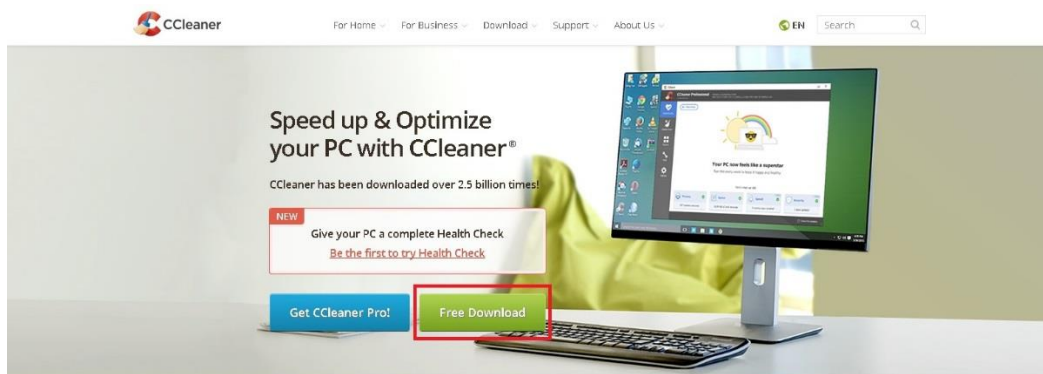 CCleaner
For Home
For Business
Download
Support
About Us
EN
Search
Speed up & Optimize
your PC with CCleaner®
CCleaner has been downloaded over 2.5 billion times!
NEW
Give your PC a complete Health Check
Be the first to try Health Check
Get CCleaner Pro!
Free Download
CCleaner Professional
Your PC now feels like a superstar